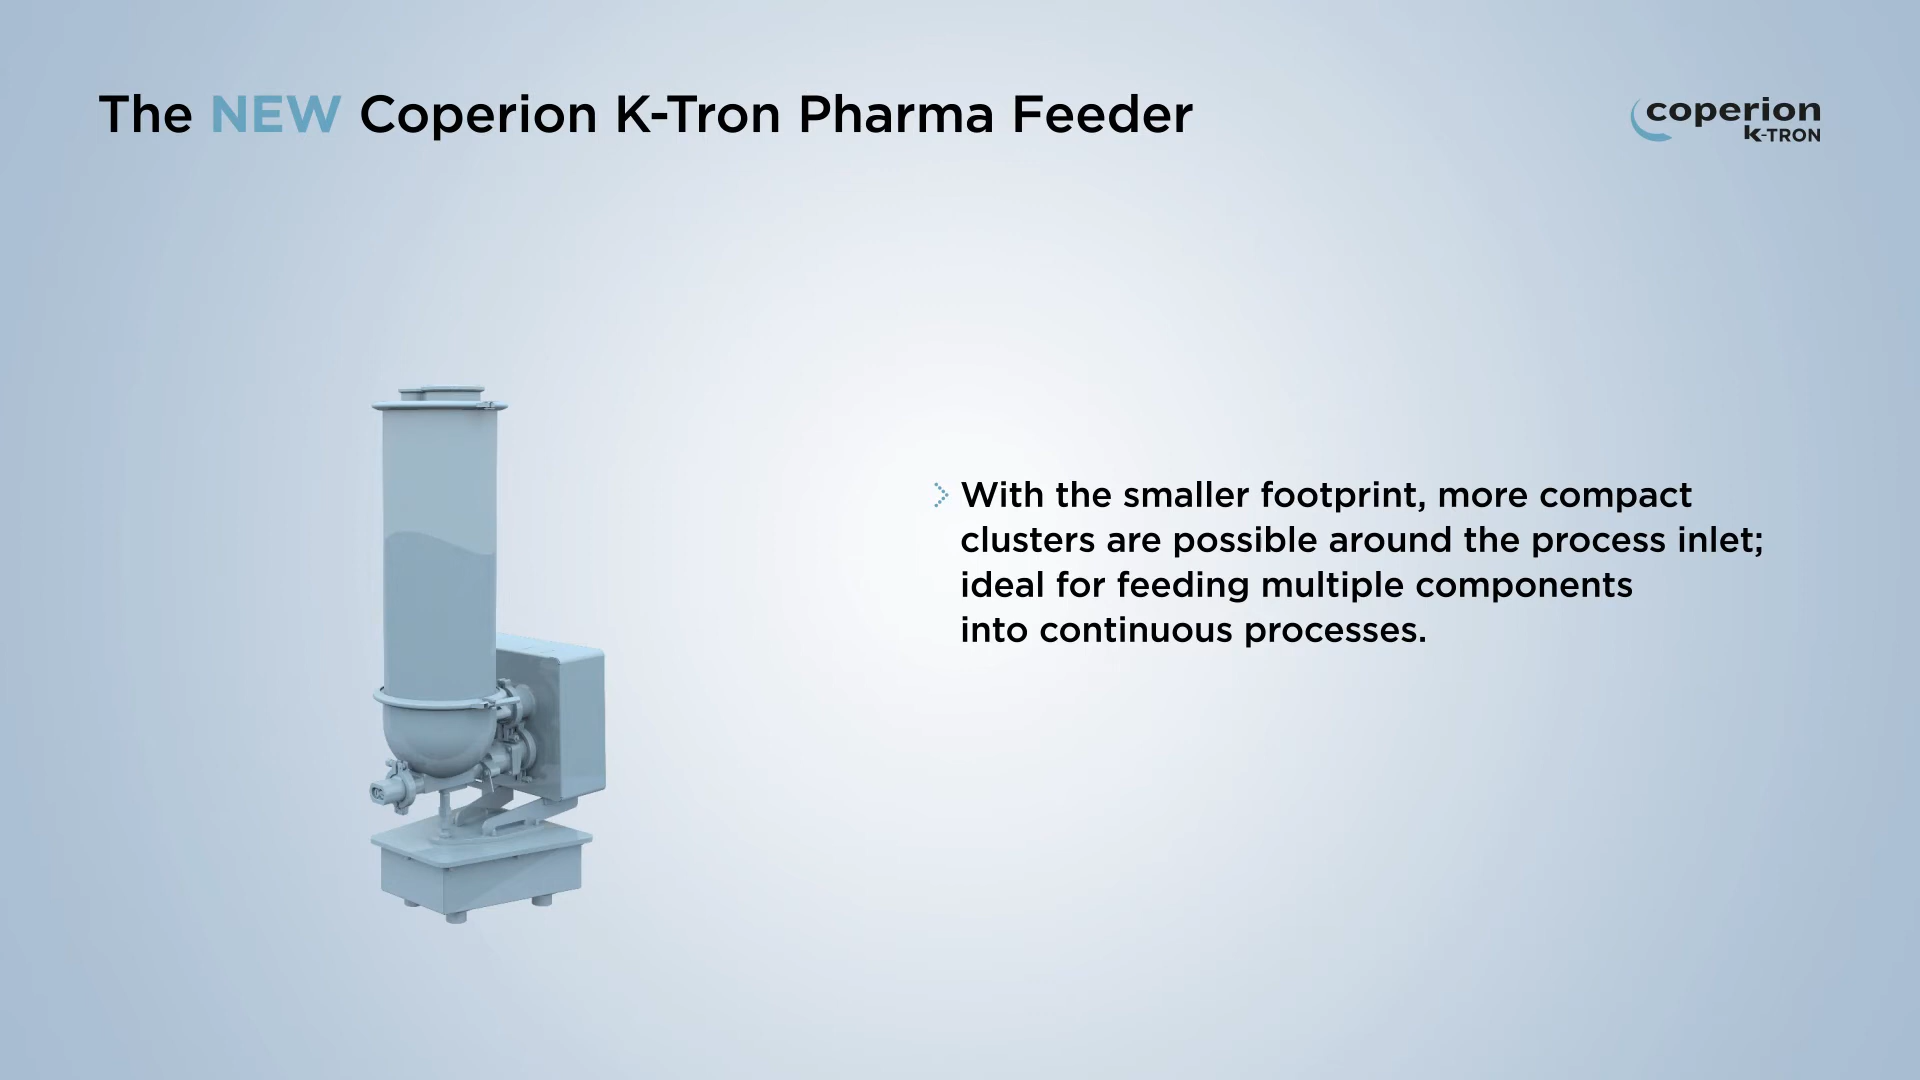 The NEW Coperion K-Tron Pharma Feeder
coperion
K-TRON
With the smaller footprint, more compact
clusters are possible around the process inlet;
ideal for feeding multiple components
into continuous processes.